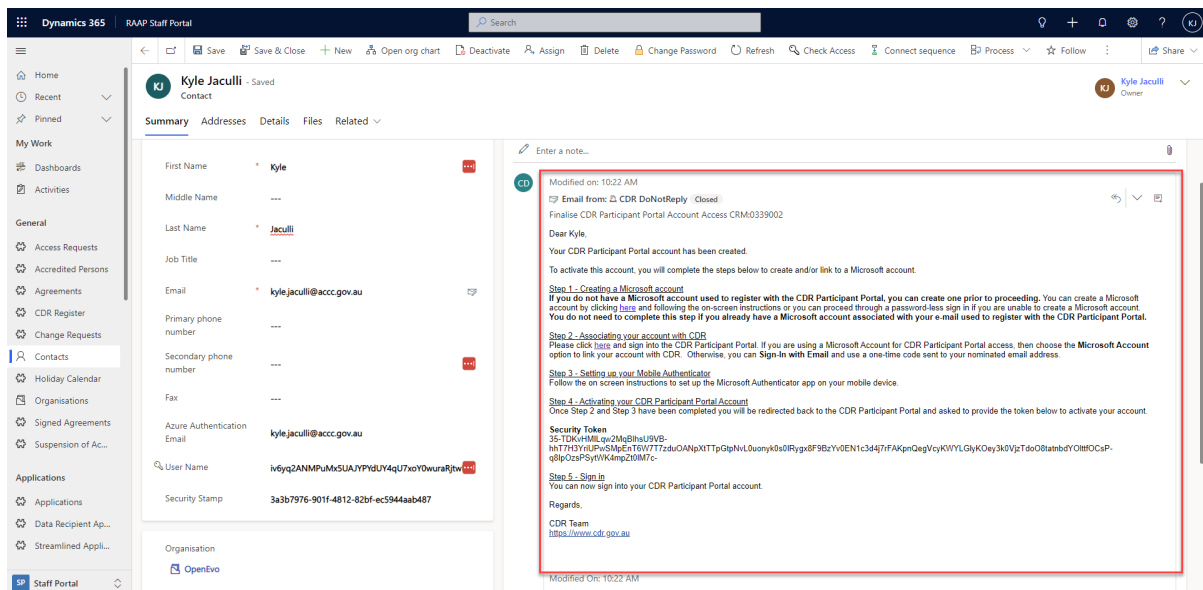 Dynamics 365
RAAP Staff Portal
Search
KJ
Save
Save & Close
New
Open org chart
Deactivate
Assign
Delete
Change Password
Refresh
Check Access
Connect sequence
Process
Follow
Share
Home
Recent
Pinned
My Work
Dashboards
Activities
General
Access Requests
Accredited Persons
Agreements
CDR Register
Change Requests
Contacts
Holiday Calendar
Organisations
Signed Agreements
Suspension of Ac...
Applications
Applications
Data Recipient Ap...
Streamlined Appli...
SP Staff Portal
KJ
Kyle Jaculli - Saved
Contact
KJ
Kyle Jaculli
Owner
Summary
Addresses
Details
Files
Related
First Name * Kyle
Middle Name ---
Last Name * Jaculli
Job Title ---
Email * kyle.jaculli@accc.gov.au
Primary phone
number ---
Secondary phone
number ---
Fax ---
Azure Authentication
Email kyle.jaculli@accc.gov.au
User Name
Security Stamp 3a3b7976-901f-4812-82bf-ec5944aab487
Organisation
OpenEvo
Enter a note...
CD
Modified on: 10:22 AM
Email from: CDR DoNotReply Closed
Finalise CDR Participant Portal Account Access CRM:0339002
Dear Kyle,
Your CDR Participant Portal account has been created.
To activate this account, you will complete the steps below to create and/or link to a Microsoft account.
Step 1 - Creating a Microsoft account
If you do not have a Microsoft account used to register with the CDR Participant Portal, you can create one prior to proceeding. You can create a Microsoft
account by clicking here and following the on-screen instructions or you can proceed through a password-less sign in if you are unable to create a Microsoft account.
You do not need to complete this step if you already have a Microsoft account associated with your e-mail used to register with the CDR Participant Portal.
Step 2 - Associating your account with CDR
Please click here and sign into the CDR Participant Portal. If you are using a Microsoft Account for CDR Participant Portal access, then choose the Microsoft Account
option to link your account with CDR. Otherwise, you can Sign-In with Email and use a one-time code sent to your nominated email address.
Step 3 - Setting up your Mobile Authenticator
Follow the on screen instructions to set up the Microsoft Authenticator app on your mobile device.
Step 4 - Activating your CDR Participant Portal Account
Once Step 2 and Step 3 have been completed you will be redirected back to the CDR Participant Portal and asked to provide the token below to activate your account.
Security Token
Step 5 - Sign in
You can now sign into your CDR Participant Portal account.
Regards,
CDR Team
https://www.cdr.gov.au
Modified On: 10:22 AM